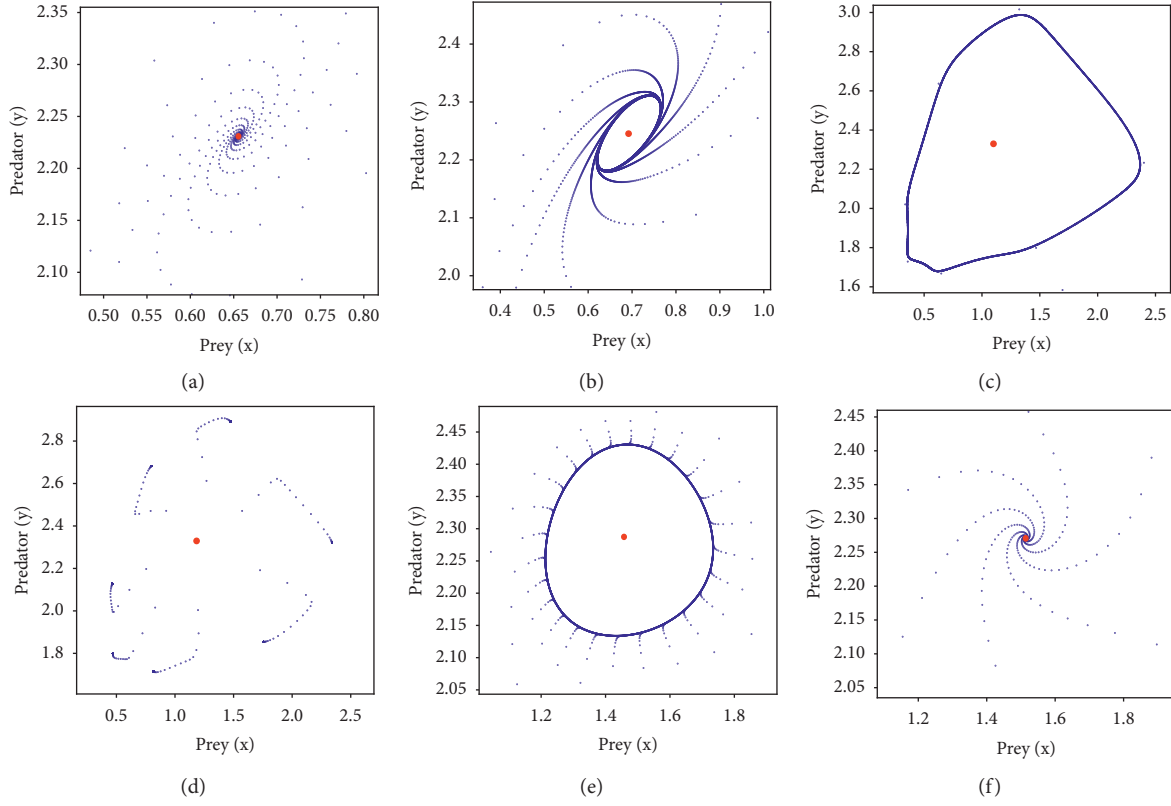 2.35
2.30
2.25
2.20
2.15
2.10
Predator (y)
0.50 0.55 0.60 0.65 0.70 0.75 0.80
Prey (x)
(a)
2.4
2.3
2.2
2.1
2.0
Predator (y)
0.4 0.5 0.6 0.7 0.8 0.9 1.0
Prey (x)
(b)
3.0
2.8
2.6
2.4
2.2
2.0
1.8
1.6
Predator (y)
0.5 1.0 1.5 2.0 2.5
Prey (x)
(c)
2.8
2.6
2.4
2.2
2.0
1.8
Predator (y)
0.5 1.0 1.5 2.0 2.5
Prey (x)
(d)
2.45
2.40
2.35
2.30
2.25
2.20
2.15
2.10
2.05
Predator (y)
1.2 1.4 1.6 1.8
Prey (x)
(e)
2.45
2.40
2.35
2.30
2.25
2.20
2.15
2.10
2.05
Predator (y)
1.2 1.4 1.6 1.8
Prey (x)
(f)